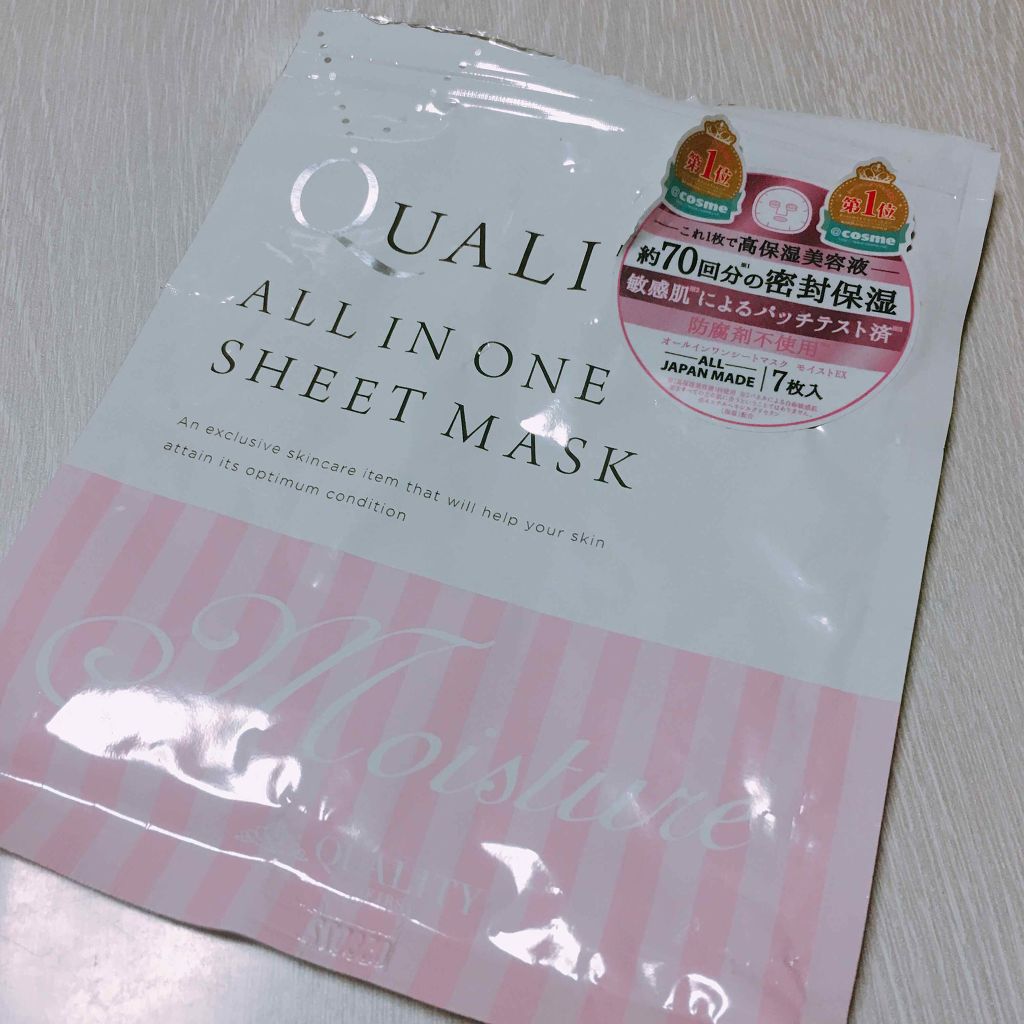 QUALI
ALL IN ONE
SHEET MASK
An exclusive skincare item that will help your skin
attain its optimum condition
第1位
@cosme
第1位
@cosme
これ1枚で高保湿美容液
約70回分の密封保湿
敏感肌によるパッチテスト済
防腐剤不使用
オールインワンシートマスク モイストEX
ALL
JAPAN MADE
7枚入
Moisture
QUALITY